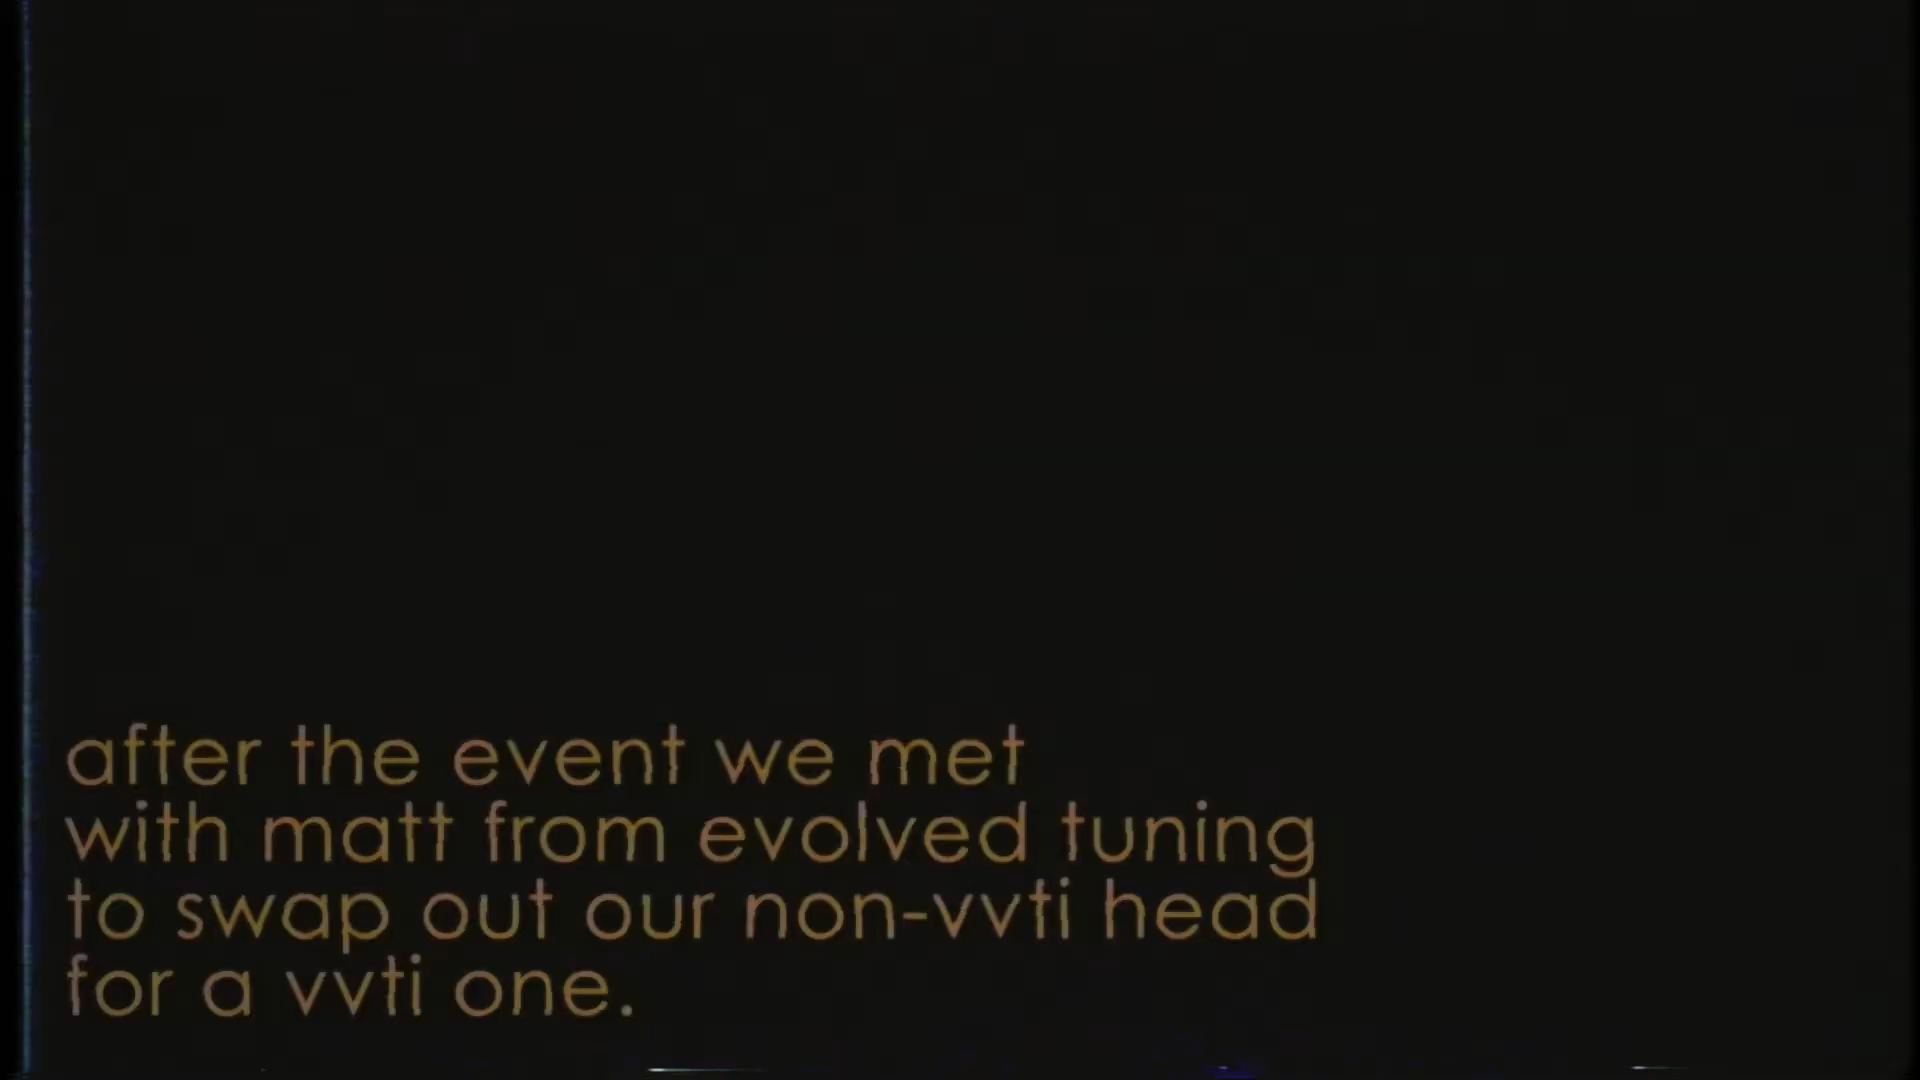 after the event we met
with matt from evolved tuning
to swap out our non-vvti head
for a vvti one.